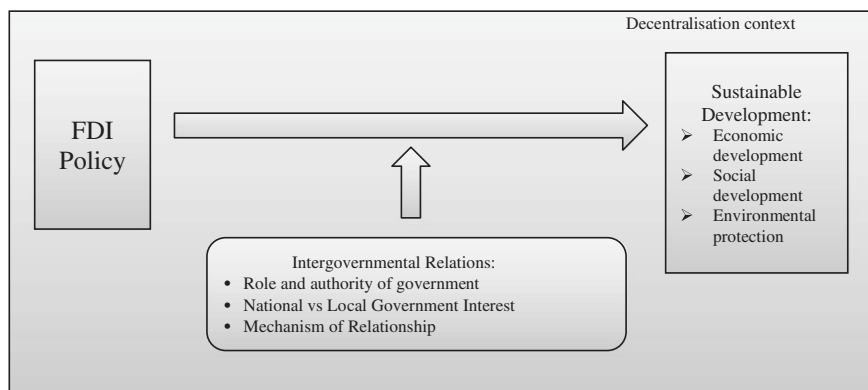 Decentralisation context
FDI
Policy
Sustainable
Development:
➢ Economic
development
➢ Social
development
➢ Environmental
protection
Intergovernmental Relations:
• Role and authority of government
• National vs Local Government Interest
• Mechanism of Relationship